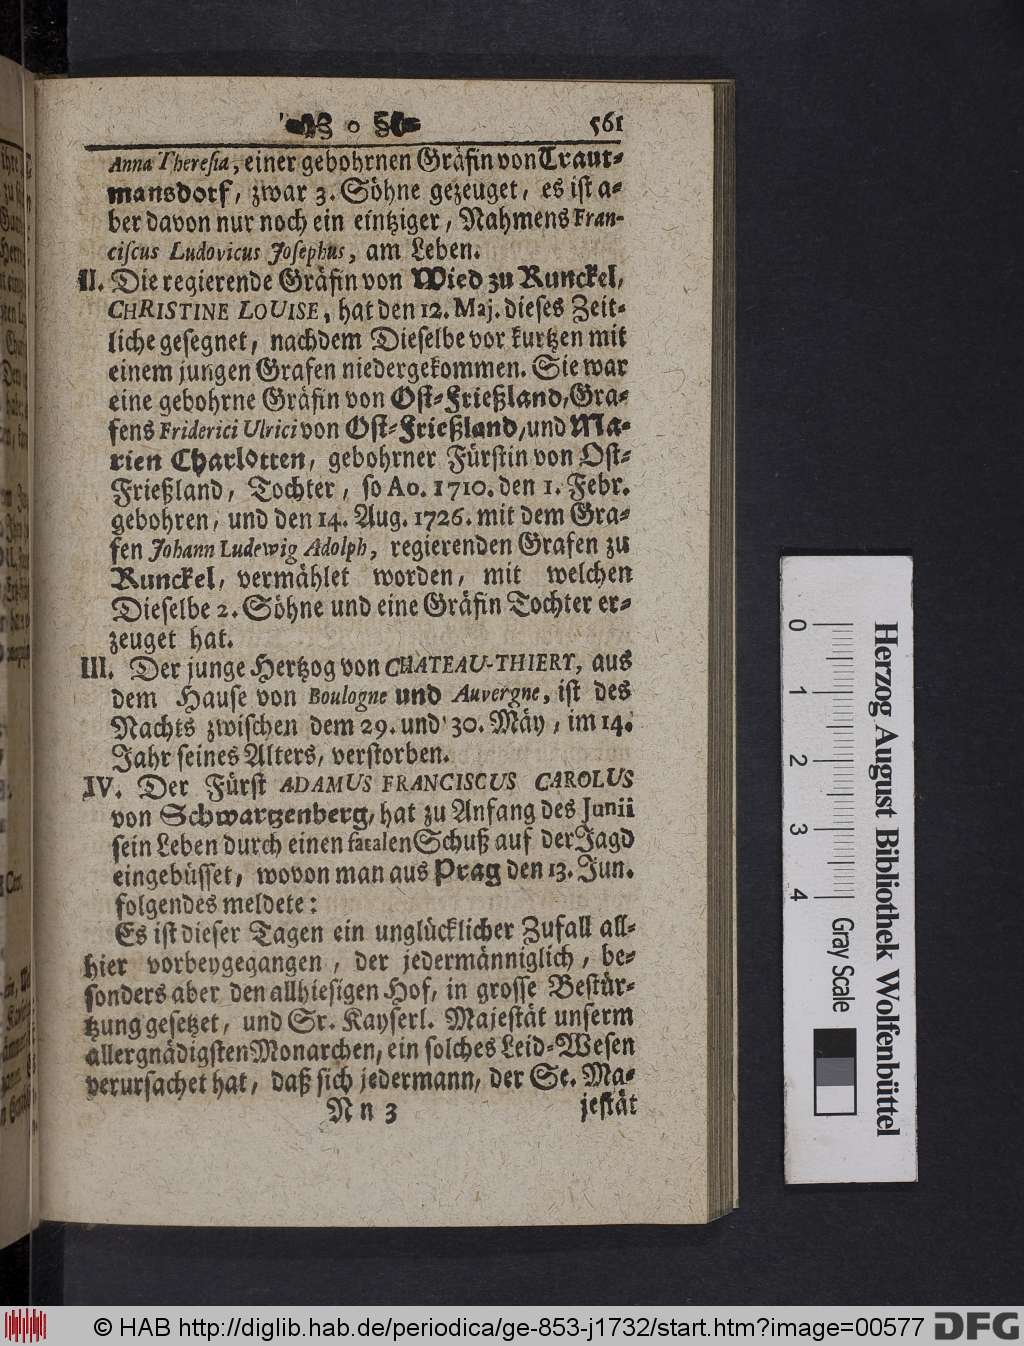 561
Anna Theresia, einer gebohrnen Gräfin von Traut-
mansdorf, zwar 3. Söhne gezeuget, es ist a-
ber davon nur noch ein eintziger, Nahmens Fran-
ciscus Ludovicus Josephus, am Leben.
II. Die regierende Gräfin von Wied zu Runckel,
CHRISTINE LOUISE, hat den 12. Maj. dieses Zeit-
liche gesegnet, nachdem Dieselbe vor kurtzen mit
einem jungen Grafen niedergekommen. Sie war
eine gebohrne Gräfin von Ost-Frießland, Gra-
fens Friderici Ulrici von Ost-Frießland, und Ma-
rien Charlotten, gebohrner Fürstin von Ost-
Frießland, Tochter, so Ao. 1710. den 1. Febr.
gebohren, und den 14. Aug. 1726. mit dem Gra-
fen Johann Ludewig Adolph, regierenden Grafen zu
Runckel, vermählet worden, mit welchen
Dieselbe 2. Söhne und eine Gräfin Tochter er-
zeuget hat.
III. Der junge Hertzog von CHATEAU-THIERY, aus
dem Hause von Boulogne und Auvergne, ist des
Nachts zwischen dem 29. und 30. Mäy, im 14.
Jahr seines Alters, verstorben.
IV. Der Fürst ADAMUS FRANCISCUS CAROLUS
von Schwartzenberg, hat zu Anfang des Junii
sein Leben durch einen fatalen Schuß auf der Jagd
eingebüsset, wovon man aus Prag den 13. Jun.
folgendes meldete:
Es ist dieser Tagen ein unglücklicher Zufall all-
hier vorbeygegangen, der jedermänniglich, be-
sonders aber den allhiesigen Hof, in grosse Bestür-
tzung gesetzet, und Sr. Kayserl. Majestät unserm
allergnädigsten Monarchen, ein solches Leid-Wesen
verursachet hat, daß sich jedermann, der Se. Ma-
Nn 3 jestät
0 1 2 3 4
Gray Scale
Herzog August Bibliothek Wolfenbüttel
© HAB http://diglib.hab.de/periodica/ge-853-j1732/start.htm?image=00577
DFG